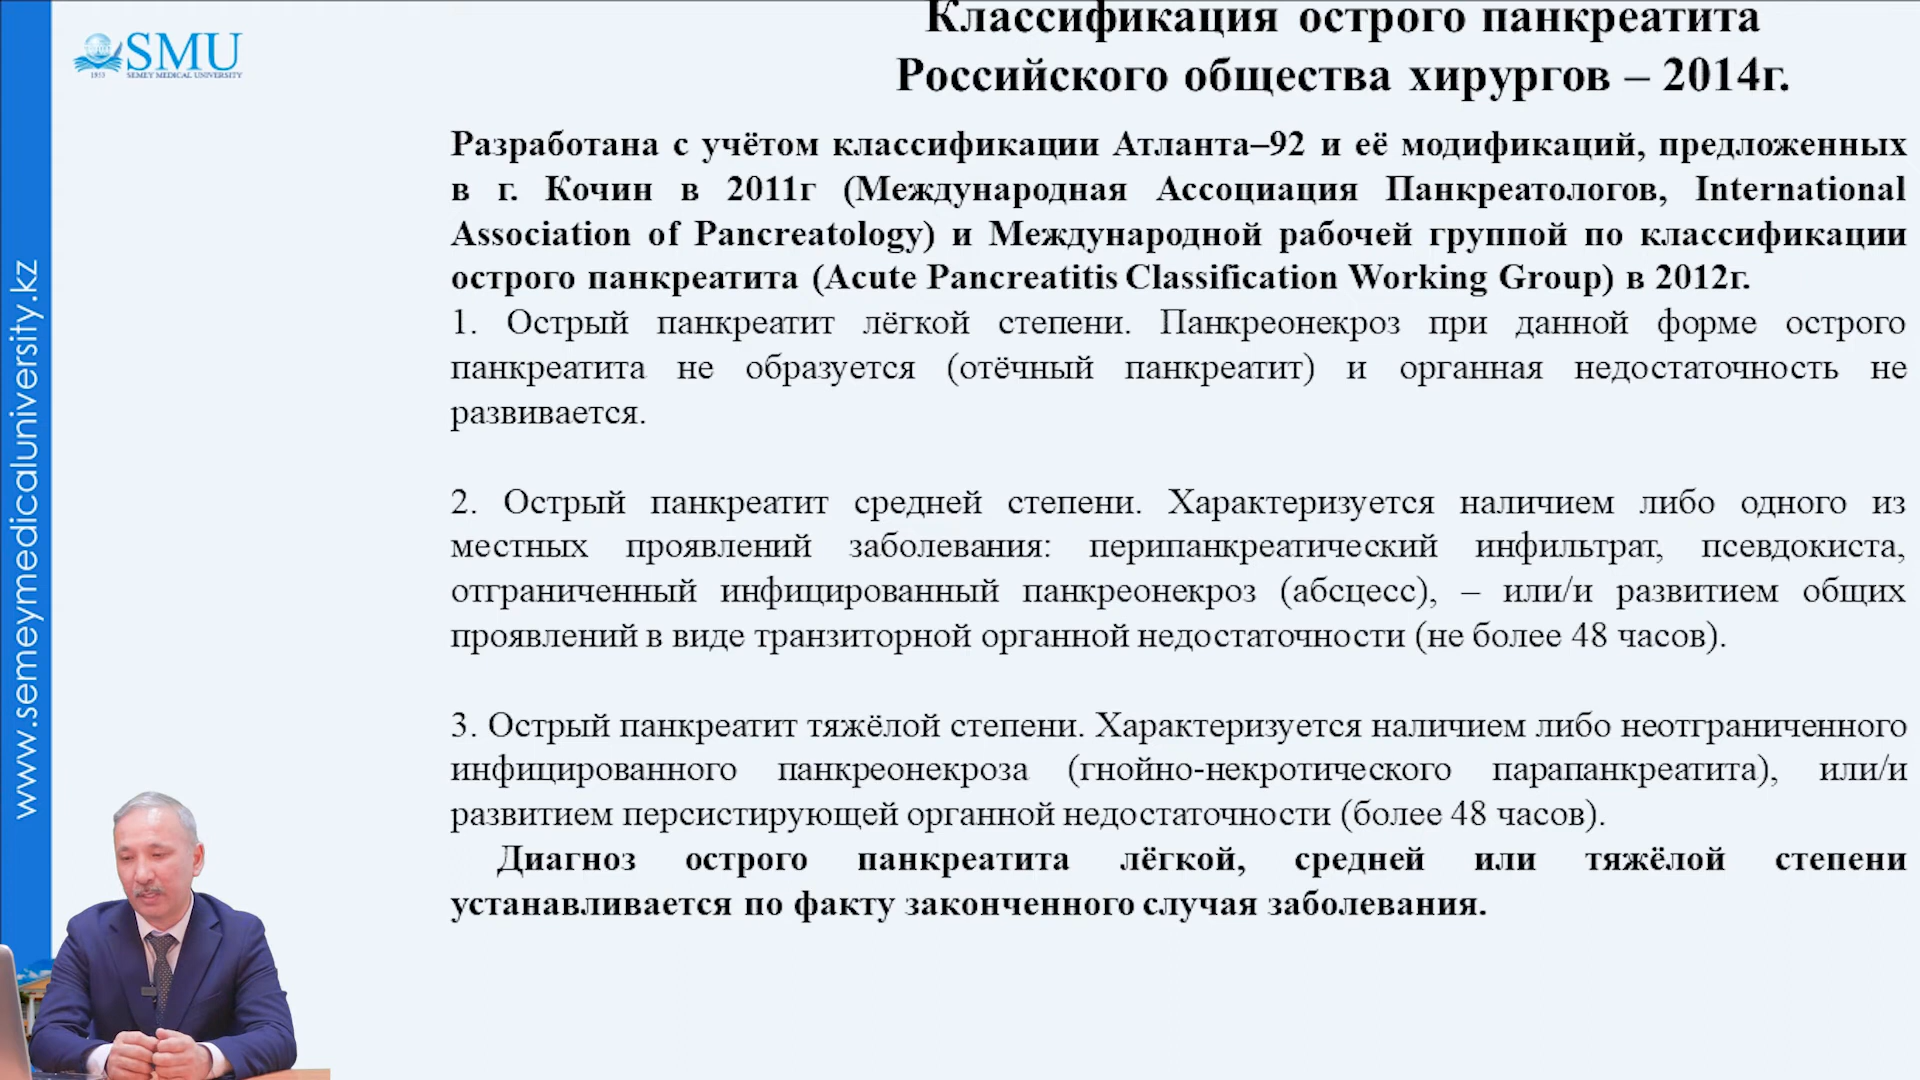 Классификация острого панкреатита
Российского общества хирургов – 2014г.
SMU
1953 SEMEY MEDICAL UNIVERSITY
www.semeymedicaluniversity.kz
Разработана с учётом классификации Атланта–92 и её модификаций, предложенных
в г. Кочин в 2011г (Международная Ассоциация Панкреатологов, International
Association of Pancreatology) и Международной рабочей группой по классификации
острого панкреатита (Acute Pancreatitis Classification Working Group) в 2012г.
1. Острый панкреатит лёгкой степени. Панкреонекроз при данной форме острого
панкреатита не образуется (отёчный панкреатит) и органная недостаточность не
развивается.
2. Острый панкреатит средней степени. Характеризуется наличием либо одного из
местных проявлений заболевания: перипанкреатический инфильтрат, псевдокиста,
отграниченный инфицированный панкреонекроз (абсцесс), – или/и развитием общих
проявлений в виде транзиторной органной недостаточности (не более 48 часов).
3. Острый панкреатит тяжёлой степени. Характеризуется наличием либо неотграниченного
инфицированного панкреонекроза (гнойно-некротического парапанкреатита), или/и
развитием персистирующей органной недостаточности (более 48 часов).
Диагноз острого панкреатита лёгкой, средней или тяжёлой степени
устанавливается по факту законченного случая заболевания.